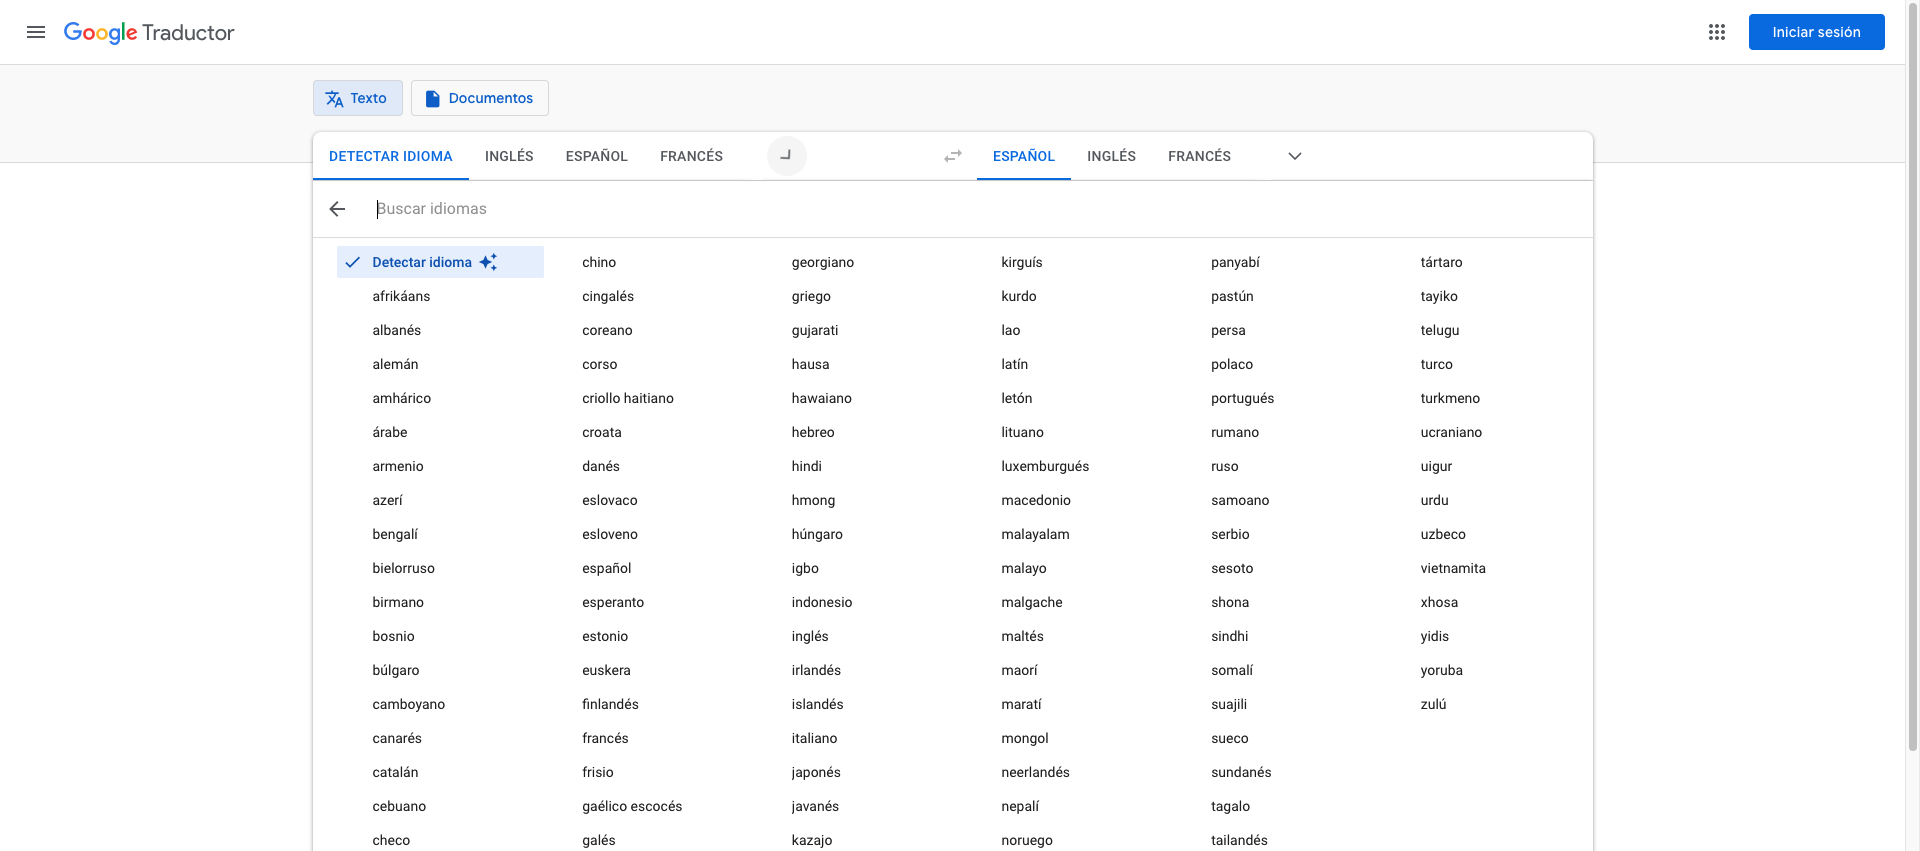 Google Traductor
Iniciar sesión
Texto
Documentos
DETECTAR IDIOMA INGLÉS ESPAÑOL FRANCÉS ESPAÑOL INGLÉS FRANCÉS
Buscar idiomas
Detectar idioma
afrikáans
albanés
alemán
amhárico
árabe
armenio
azerí
bengalí
bielorruso
birmano
bosnio
búlgaro
camboyano
canarés
catalán
cebuano
checo
chino
cingalés
coreano
corso
criollo haitiano
croata
danés
eslovaco
esloveno
español
esperanto
estonio
euskera
finlandés
francés
frisio
gaélico escocés
galés
georgiano
griego
gujarati
hausa
hawaiano
hebreo
hindi
hmong
húngaro
igbo
indonesio
inglés
irlandés
islandés
italiano
japonés
javanés
kazajo
kirguís
kurdo
lao
latín
letón
lituano
luxemburgués
macedonio
malayalam
malayo
malgache
maltés
maorí
maratí
mongol
neerlandés
nepalí
noruego
panyabí
pastún
persa
polaco
portugués
rumano
ruso
samoano
serbio
sesoto
shona
sindhi
somalí
suajili
sueco
sundanés
tagalo
tailandés
tártaro
tayiko
telugu
turco
turkmeno
ucraniano
uigur
urdu
uzbeco
vietnamita
xhosa
yidis
yoruba
zulú